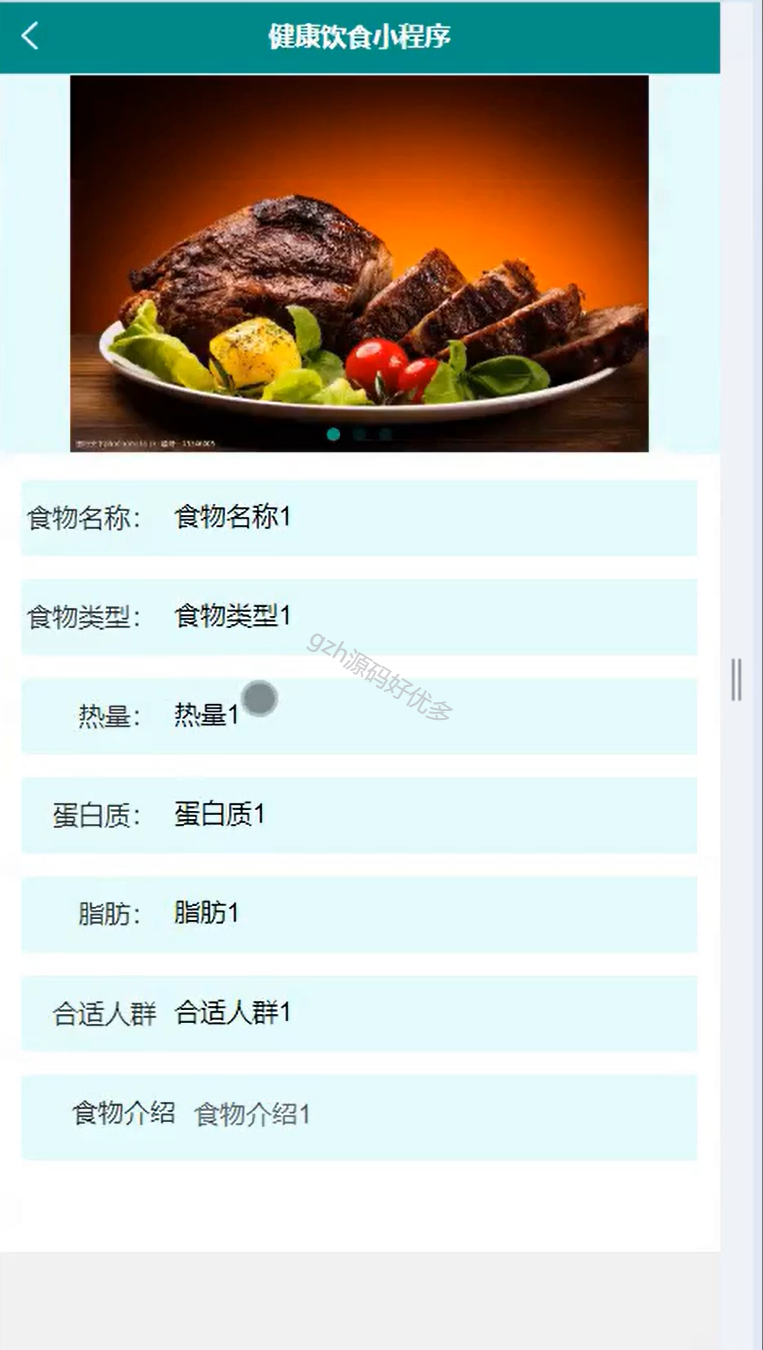 健康饮食小程序
食物名称： 食物名称1
食物类型： 食物类型1
gzh源码好优多
热量： 热量1
蛋白质： 蛋白质1
脂肪： 脂肪1
合适人群 合适人群1
食物介绍 食物介绍1